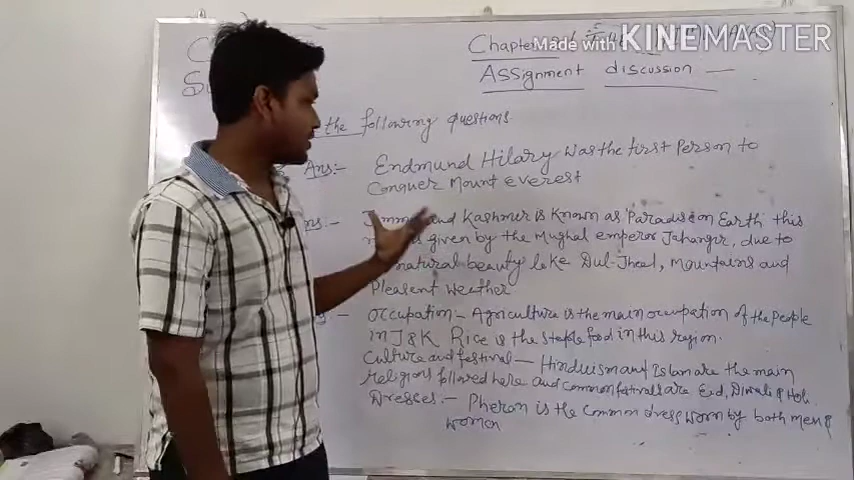 Chapter
Made with KINEMASTER
Assignment discussion
the following questions
Ans:- Endmund Hilary was the first Person to
Conquer Mount everest
ns:- and Kashmer is Known as Paradise on Earth this
is given by the Mughal emperor Jahangir, due to
natural beauty like Dul-Jheel, Mountains and
Pleasent weather
:- Occupation - Agriculture is the main occupation of the People
in J&K Rice is the Staple food in this region.
Culture and festival - Hinduism and Islam are the main
religions followed here and common festivals are Eid, Diwali & Holi
Dresses:- Pheran is the common dress worn by both men &
women